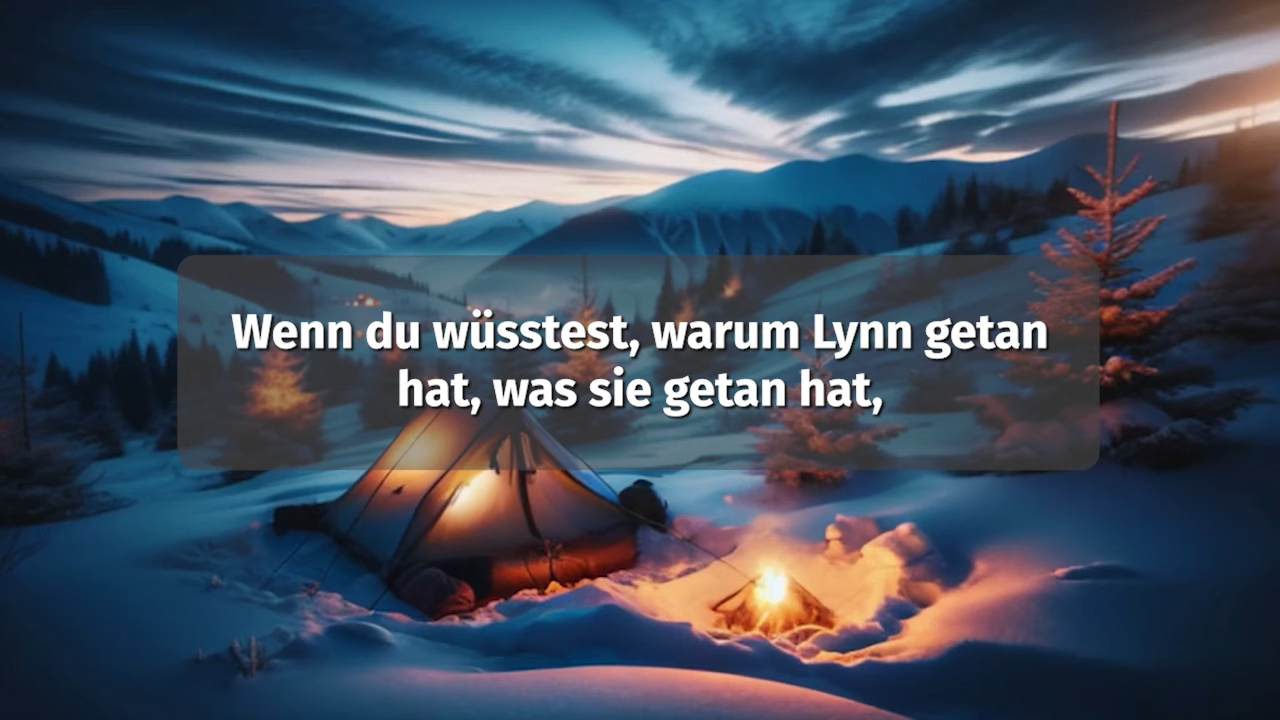 Wenn du wüsstest, warum Lynn getan
hat, was sie getan hat,